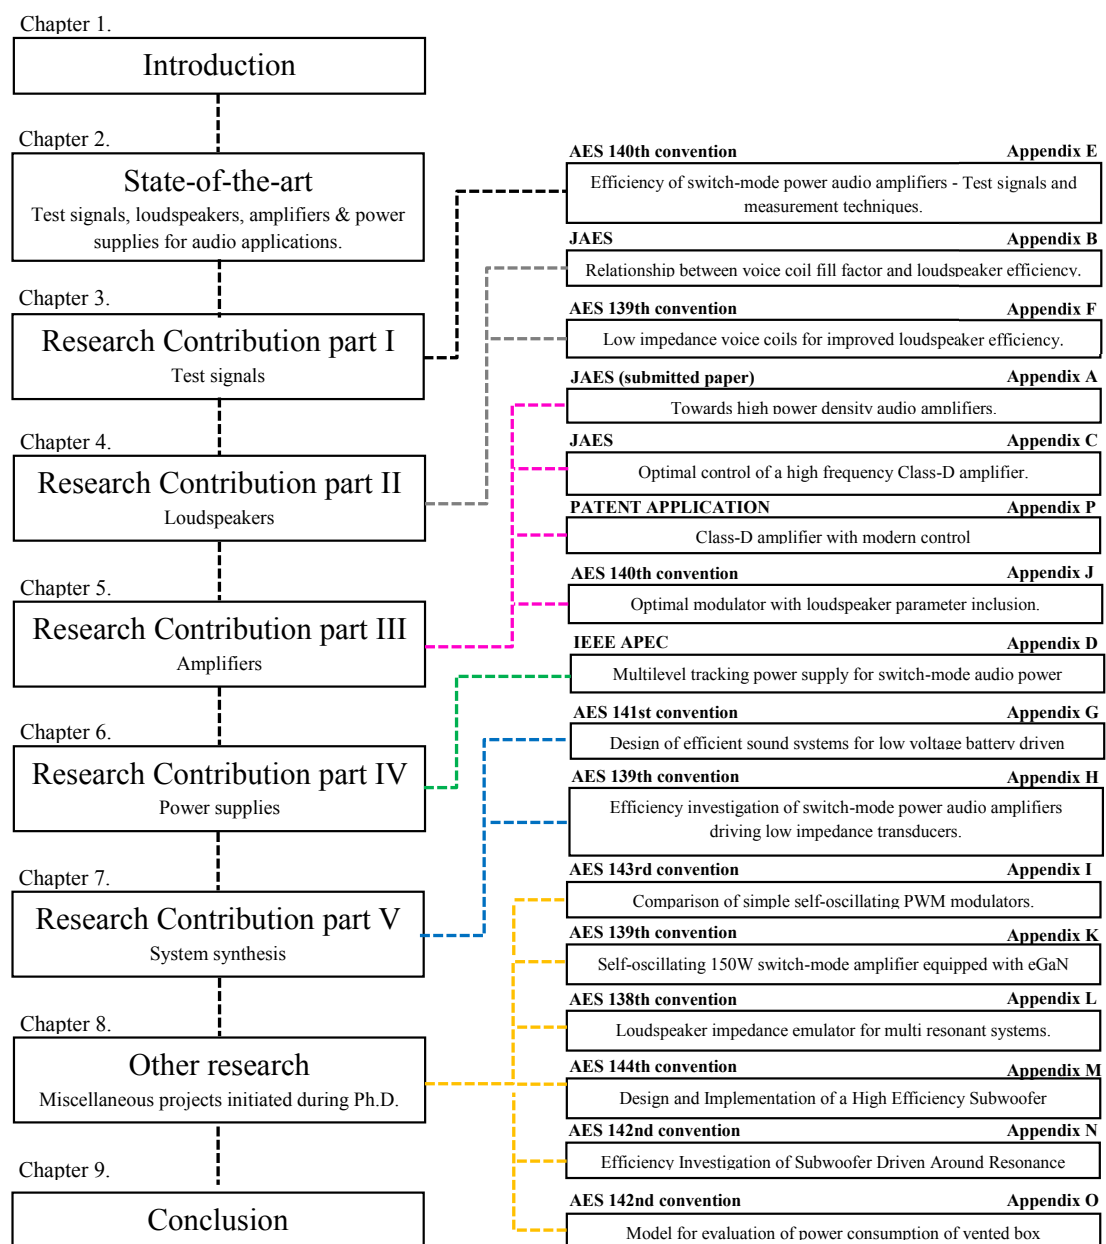 Chapter 1.
Introduction
Chapter 2.
State-of-the-art
Test signals, loudspeakers, amplifiers & power
supplies for audio applications.
Chapter 3.
Research Contribution part I
Test signals
Chapter 4.
Research Contribution part II
Loudspeakers
Chapter 5.
Research Contribution part III
Amplifiers
Chapter 6.
Research Contribution part IV
Power supplies
Chapter 7.
Research Contribution part V
System synthesis
Chapter 8.
Other research
Miscellaneous projects initiated during Ph.D.
Chapter 9.
Conclusion
AES 140th convention Appendix E
Efficiency of switch-mode power audio amplifiers - Test signals and
measurement techniques.
JAES Appendix B
Relationship between voice coil fill factor and loudspeaker efficiency.
AES 139th convention Appendix F
Low impedance voice coils for improved loudspeaker efficiency.
JAES (submitted paper) Appendix A
Towards high power density audio amplifiers.
JAES Appendix C
Optimal control of a high frequency Class-D amplifier.
PATENT APPLICATION Appendix P
Class-D amplifier with modern control
AES 140th convention Appendix J
Optimal modulator with loudspeaker parameter inclusion.
IEEE APEC Appendix D
Multilevel tracking power supply for switch-mode audio power
AES 141st convention Appendix G
Design of efficient sound systems for low voltage battery driven
AES 139th convention Appendix H
Efficiency investigation of switch-mode power audio amplifiers
driving low impedance transducers.
AES 143rd convention Appendix I
Comparison of simple self-oscillating PWM modulators.
AES 139th convention Appendix K
Self-oscillating 150W switch-mode amplifier equipped with eGaN
AES 138th convention Appendix L
Loudspeaker impedance emulator for multi resonant systems.
AES 144th convention Appendix M
Design and Implementation of a High Efficiency Subwoofer
AES 142nd convention Appendix N
Efficiency Investigation of Subwoofer Driven Around Resonance
AES 142nd convention Appendix O
Model for evaluation of power consumption of vented box